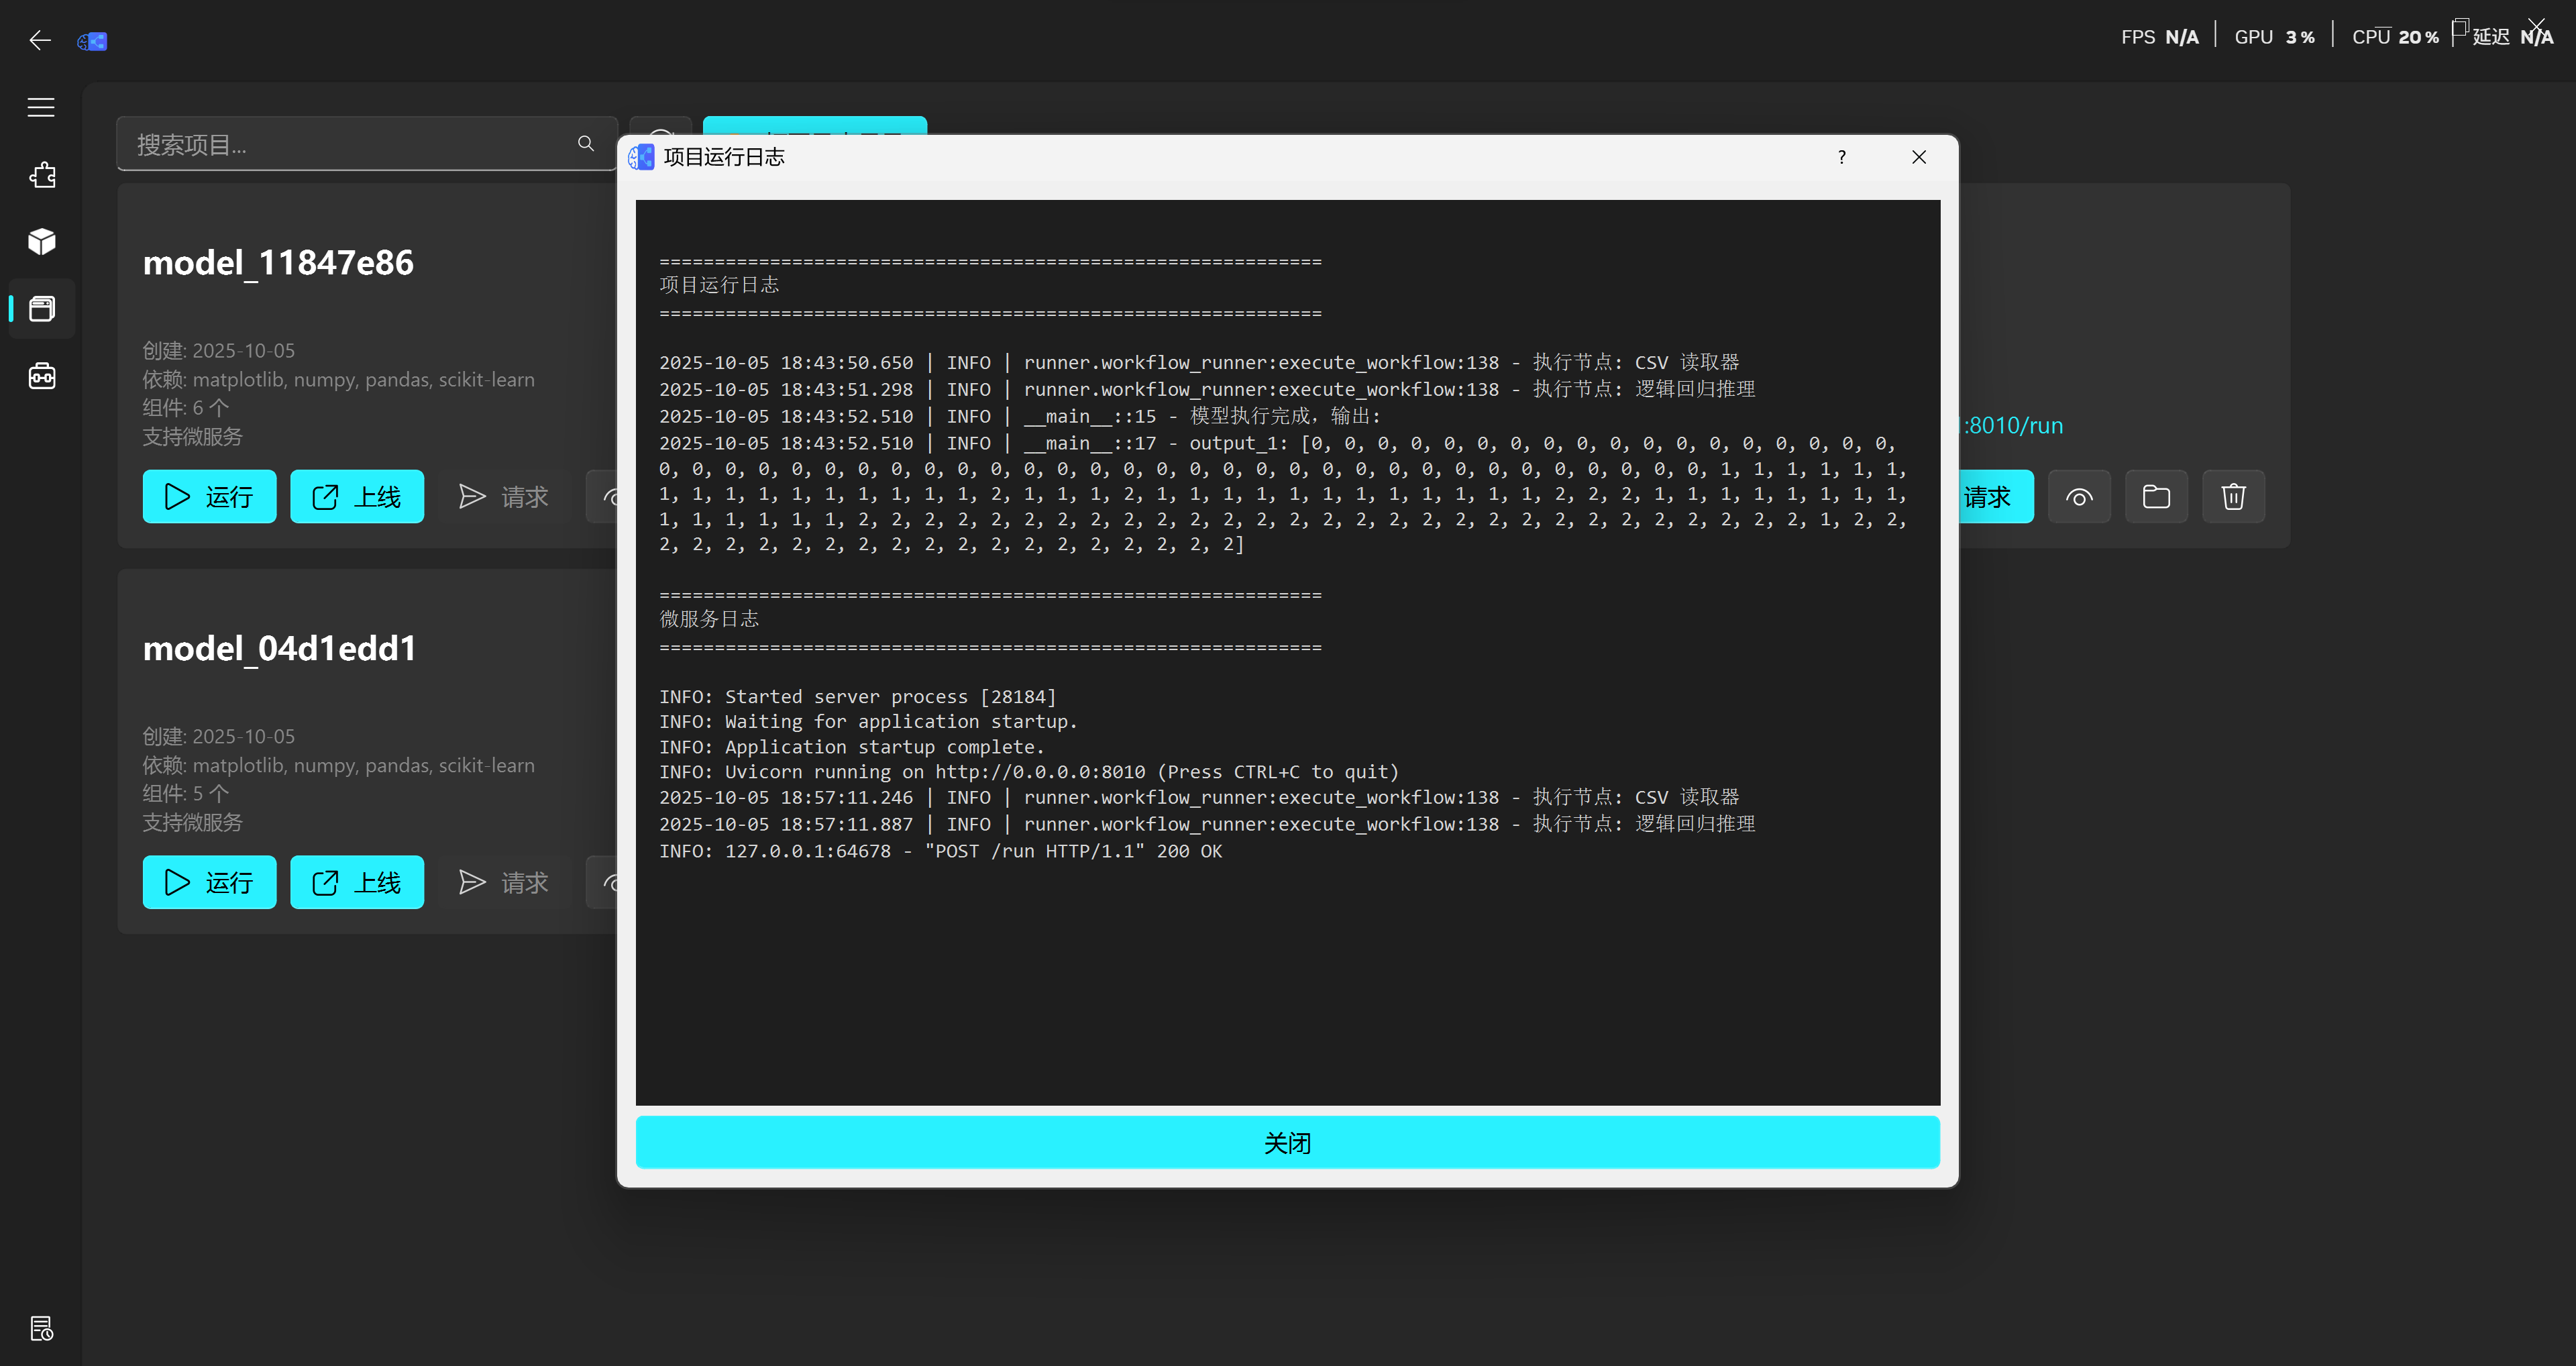 FPS N/A GPU 3% CPU 20% 延迟 N/A
搜索项目...
model_11847e86
创建: 2025-10-05
依赖: matplotlib, numpy, pandas, scikit-learn
组件: 6 个
支持微服务
运行 上线 请求
model_04d1edd1
创建: 2025-10-05
依赖: matplotlib, numpy, pandas, scikit-learn
组件: 5 个
支持微服务
运行 上线 请求
项目运行日志
============================================================
项目运行日志
============================================================
2025-10-05 18:43:50.650 | INFO | runner.workflow_runner:execute_workflow:138 - 执行节点: CSV 读取器
2025-10-05 18:43:51.298 | INFO | runner.workflow_runner:execute_workflow:138 - 执行节点: 逻辑回归推理
2025-10-05 18:43:52.510 | INFO | __main__::15 - 模型执行完成，输出:
2025-10-05 18:43:52.510 | INFO | __main__::17 - output_1: [0, 0, 0, 0, 0, 0, 0, 0, 0, 0, 0, 0, 0, 0, 0, 0, 0, 0,
0, 0, 0, 0, 0, 0, 0, 0, 0, 0, 0, 0, 0, 0, 0, 0, 0, 0, 0, 0, 0, 0, 0, 0, 0, 0, 0, 0, 0, 0, 0, 0, 1, 1, 1, 1, 1, 1,
1, 1, 1, 1, 1, 1, 1, 1, 1, 1, 2, 1, 1, 1, 2, 1, 1, 1, 1, 1, 1, 1, 1, 1, 1, 1, 1, 2, 2, 2, 1, 1, 1, 1, 1, 1, 1, 1,
1, 1, 1, 1, 1, 1, 2, 2, 2, 2, 2, 2, 2, 2, 2, 2, 2, 2, 2, 2, 2, 2, 2, 2, 2, 2, 2, 2, 2, 2, 2, 2, 2, 2, 2, 1, 2, 2,
2, 2, 2, 2, 2, 2, 2, 2, 2, 2, 2, 2, 2, 2, 2, 2, 2, 2]
============================================================
微服务日志
============================================================
INFO: Started server process [28184]
INFO: Waiting for application startup.
INFO: Application startup complete.
INFO: Uvicorn running on http://0.0.0.0:8010 (Press CTRL+C to quit)
2025-10-05 18:57:11.246 | INFO | runner.workflow_runner:execute_workflow:138 - 执行节点: CSV 读取器
2025-10-05 18:57:11.887 | INFO | runner.workflow_runner:execute_workflow:138 - 执行节点: 逻辑回归推理
INFO: 127.0.0.1:64678 - "POST /run HTTP/1.1" 200 OK
关闭
:8010/run
请求